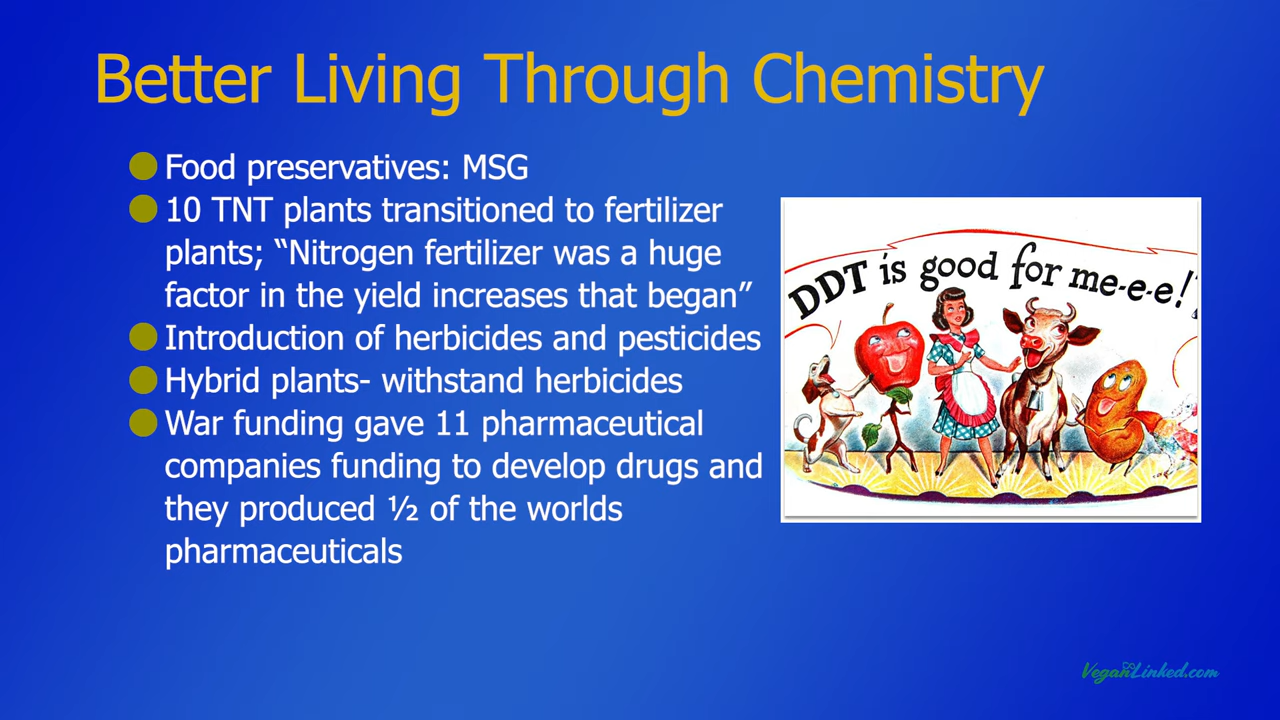 Better Living Through Chemistry
Food preservatives: MSG
10 TNT plants transitioned to fertilizer
plants; “Nitrogen fertilizer was a huge
factor in the yield increases that began”
Introduction of herbicides and pesticides
Hybrid plants- withstand herbicides
War funding gave 11 pharmaceutical
companies funding to develop drugs and
they produced ½ of the worlds
pharmaceuticals
DDT is good for me-e-e!
VeganLinked.com